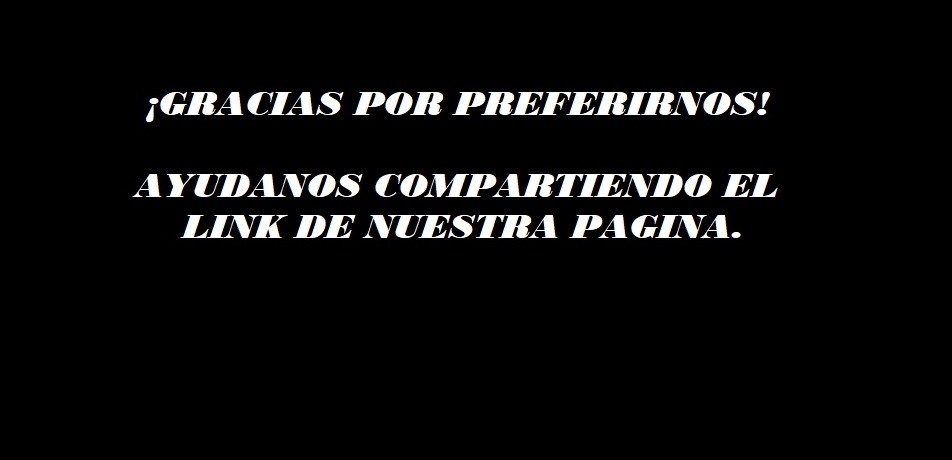 ¡GRACIAS POR PREFERIRNOS!
AYUDANOS COMPARTIENDO EL
LINK DE NUESTRA PAGINA.